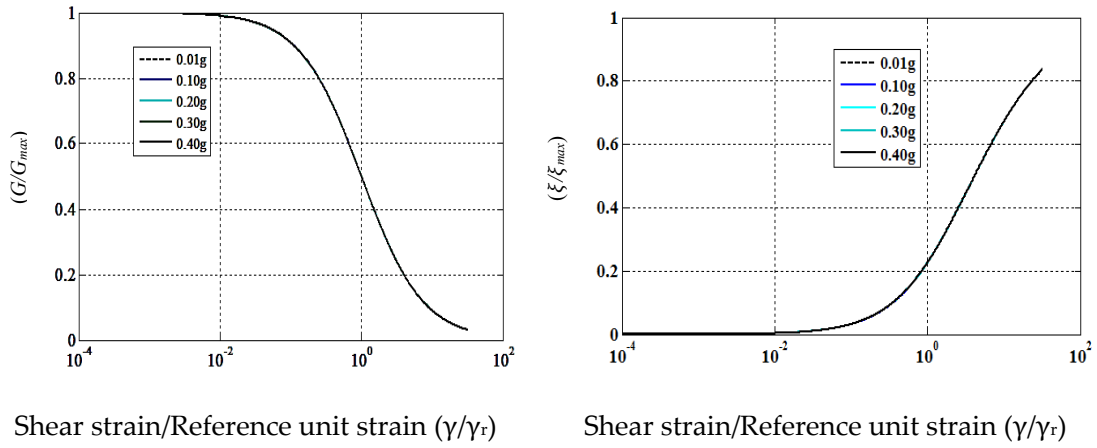 1
0.8
0.6
0.4
0.2
0
(G/Gmax)
0.01g
0.10g
0.20g
0.30g
0.40g
10-4
10-2
100
102
Shear strain/Reference unit strain (γ/γr)
1
0.8
0.6
0.4
0.2
0
(ξ/ξmax)
0.01g
0.10g
0.20g
0.30g
0.40g
10-4
10-2
100
102
Shear strain/Reference unit strain (γ/γr)